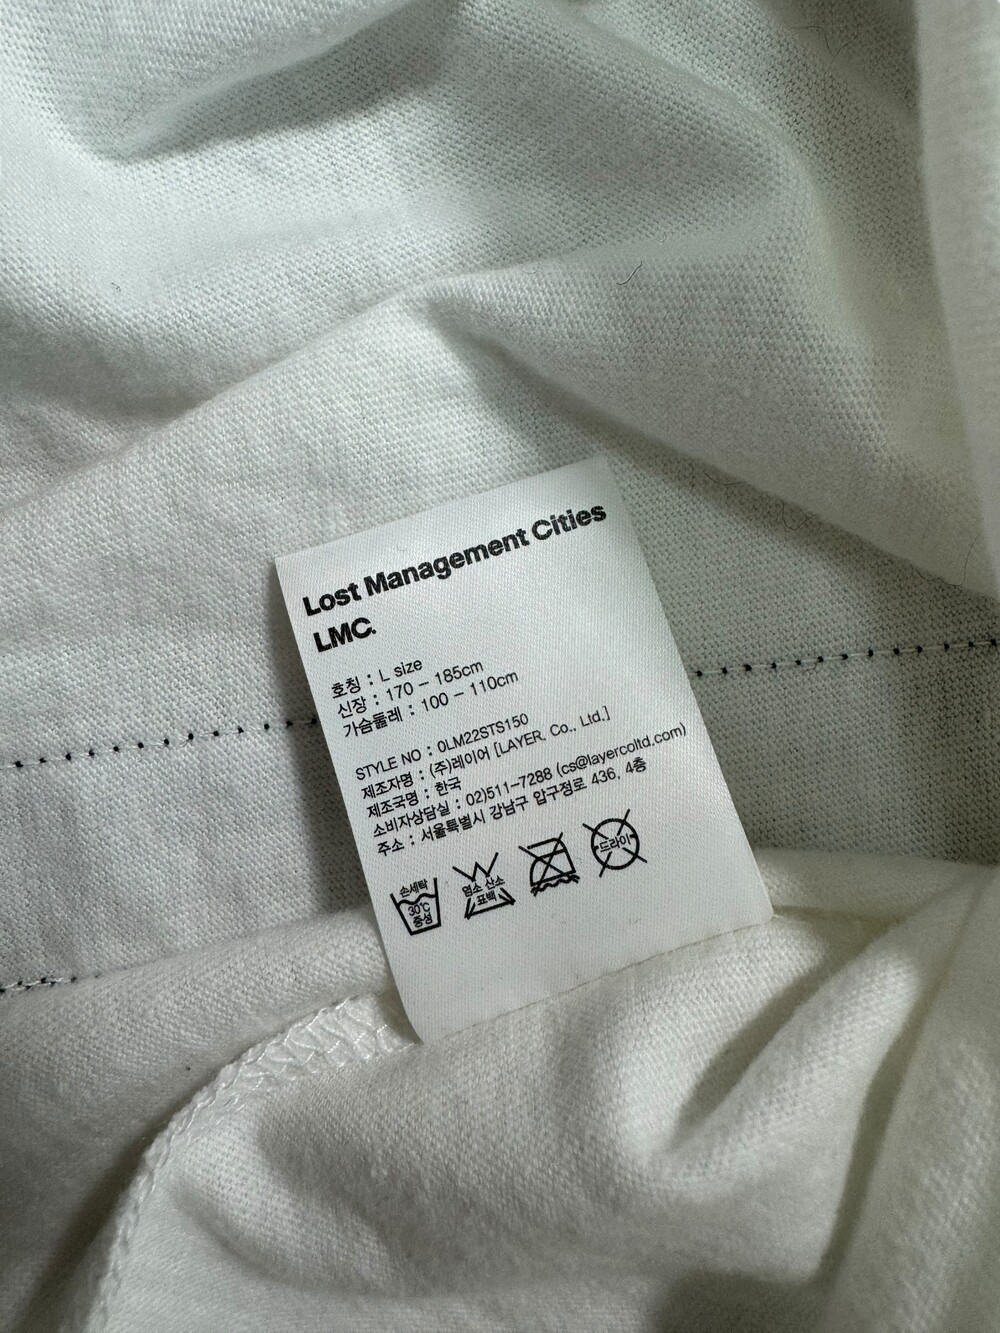 Lost Management Cities
LMC.
호칭 : L size
신장 : 170 - 185cm
가슴둘레 : 100 - 110cm
STYLE NO : 0LM22STS150
제조자명 : (주)레이어 [LAYER. Co., Ltd.]
제조국명 : 한국
소비자상담실 : 02)511-7288 (cs@layercoltd.com)
주소 : 서울특별시 강남구 압구정로 436, 4층
손세탁
30℃
중성
염소 산소
표백
드라이